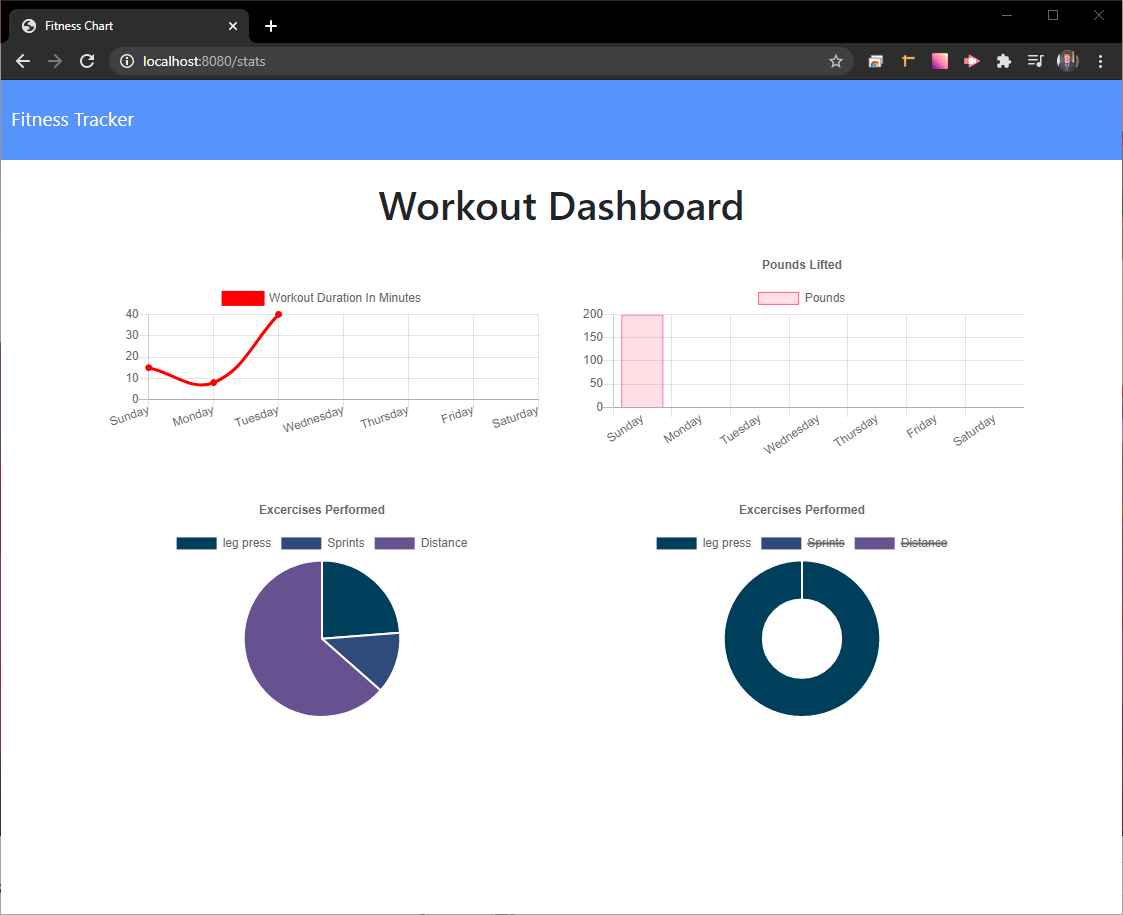 Fitness Chart
localhost:8080/stats
Fitness Tracker
Workout Dashboard
Workout Duration In Minutes
40
30
20
10
0
Sunday Monday Tuesday Wednesday Thursday Friday Saturday
Pounds Lifted
Pounds
200
150
100
50
0
Sunday Monday Tuesday Wednesday Thursday Friday Saturday
Excercises Performed
leg press Sprints Distance
Excercises Performed
leg press Sprints Distance